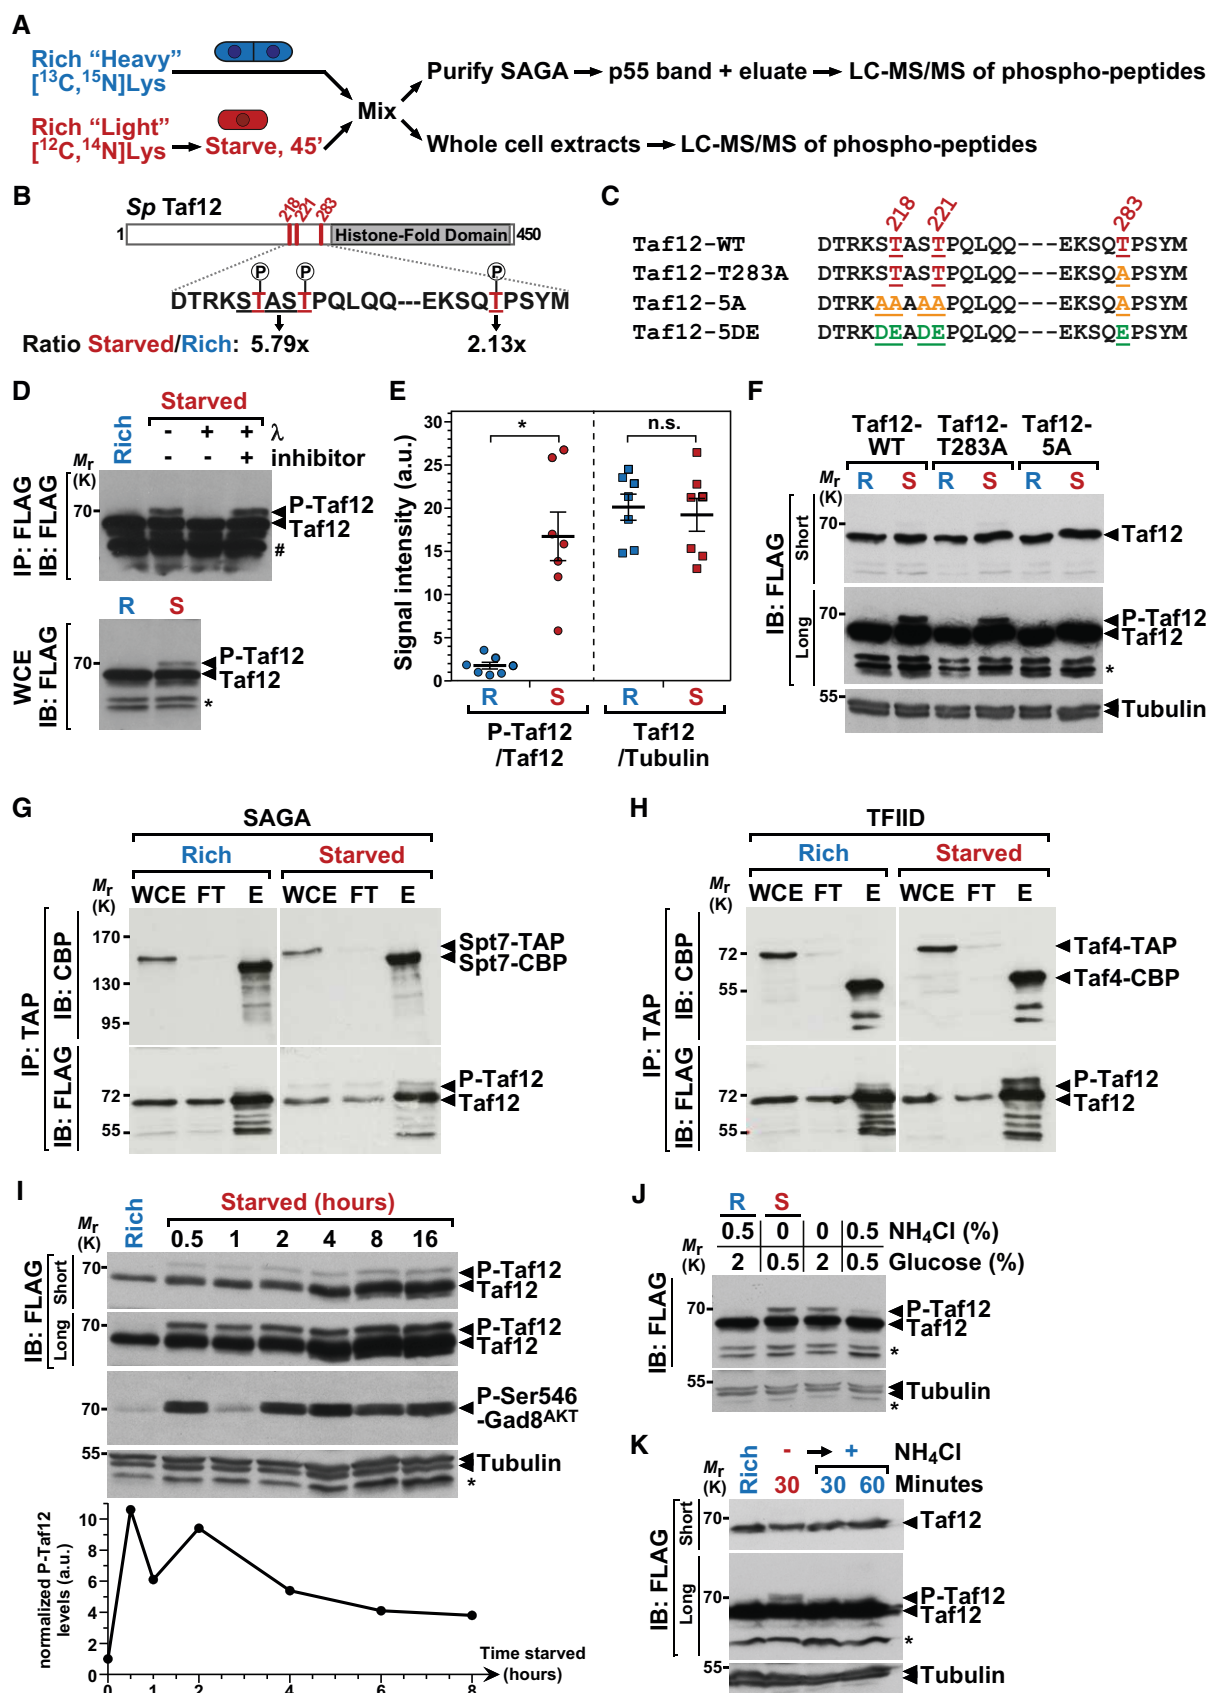 A
Rich “Heavy”
[¹³C,¹⁵N]Lys
Rich “Light”
[¹²C,¹⁴N]Lys
Starve, 45'
Mix
Purify SAGA
p55 band + eluate
LC-MS/MS of phospho-peptides
Whole cell extracts
LC-MS/MS of phospho-peptides
B
Sp Taf12
218
221
283
1
Histone-Fold Domain
450
P P P
DTRKSTASTPQLQQ---EKSQTPSYM
Ratio Starved/Rich: 5.79x 2.13x
C
218 221 283
Taf12-WT DTRKSTASTPQLQQ---EKSQTPSYM
Taf12-T283A DTRKSTASTPQLQQ---EKSQAPSYM
Taf12-5A DTRKAAAAAPQLQQ---EKSQAPSYM
Taf12-5DE DTRKDEADEPQLQQ---EKSQEPSYM
D
Rich
Starved
- + + λ
- - + inhibitor
Mr
(K)
IP: FLAG
IB: FLAG
70
P-Taf12
Taf12
#
R S
WCE
IB: FLAG
70
P-Taf12
Taf12
*
E
Signal intensity (a.u.)
30
25
20
15
10
5
0
* n.s.
R S R S
P-Taf12
/Taf12
Taf12
/Tubulin
F
Taf12-
WT
Taf12-
T283A
Taf12-
5A
Mr
(K)
R S R S R S
IB: FLAG
Short
70
Taf12
Long
70
P-Taf12
Taf12
*
55
Tubulin
G
SAGA
Rich Starved
Mr
(K)
WCE FT E WCE FT E
IP: TAP
IB: CBP
170
130
95
Spt7-TAP
Spt7-CBP
IB: FLAG
72
55
P-Taf12
Taf12
H
TFIID
Rich Starved
Mr
(K)
WCE FT E WCE FT E
IP: TAP
IB: CBP
72
55
Taf4-TAP
Taf4-CBP
IB: FLAG
72
55
P-Taf12
Taf12
I
Rich
Starved (hours)
Mr
(K)
0.5 1 2 4 8 16
IB: FLAG
Short
70
P-Taf12
Taf12
Long
70
P-Taf12
Taf12
70
P-Ser546
-Gad8ᴬᴷᵀ
55
Tubulin
*
normalized P-Taf12
levels (a.u.)
10
8
6
4
2
0
0 1 2 4 6 8
Time starved
(hours)
J
R S
0.5 0 0 0.5 NH₄Cl (%)
2 0.5 2 0.5 Glucose (%)
Mr
(K)
IB: FLAG
70
P-Taf12
Taf12
*
55
Tubulin
*
K
Rich
- + NH₄Cl
30 30 60 Minutes
Mr
(K)
IB: FLAG
Short
70
Taf12
Long
70
P-Taf12
Taf12
*
55
Tubulin